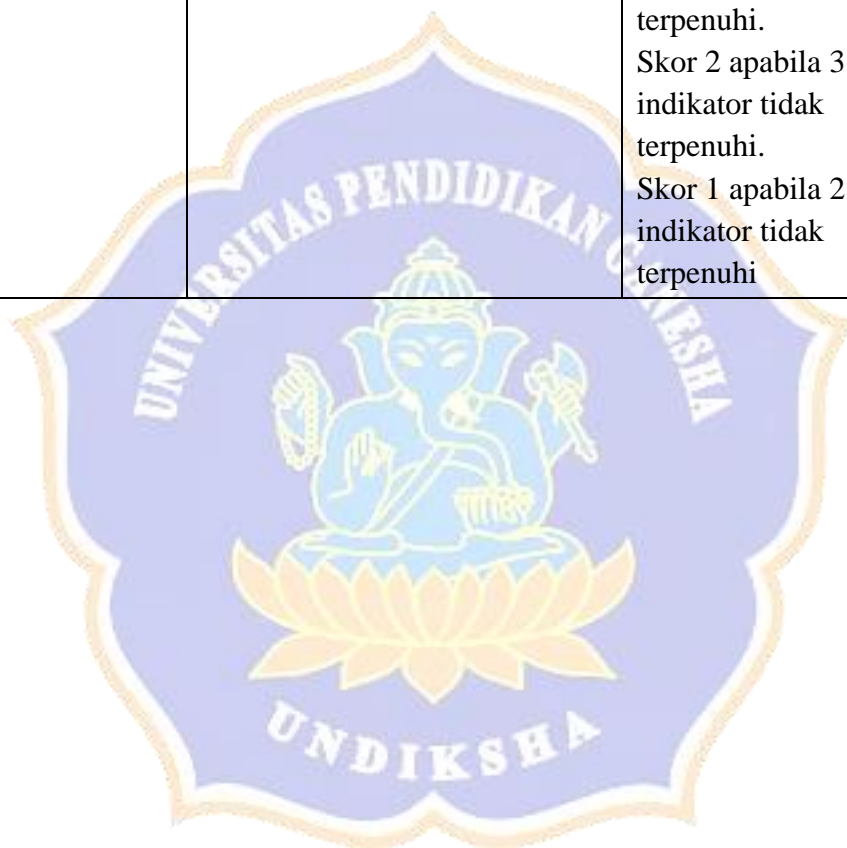 terpenuhi.
Skor 2 apabila 3
indikator tidak
terpenuhi.
Skor 1 apabila 2
indikator tidak
terpenuhi
UNIVERSITAS PENDIDIKAN GANESHA
UNDIKSHA